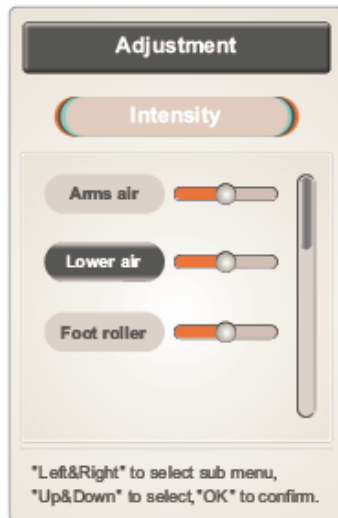 Adjustment
Intensity
Arms air
Lower air
Foot roller
"Left&Right" to select sub menu,
"Up&Down" to select,"OK" to confirm.